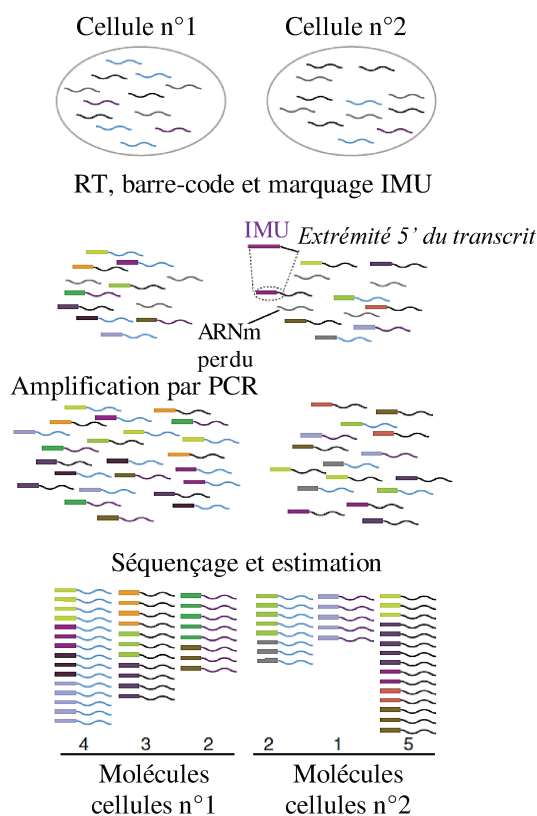 Cellule n°1
Cellule n°2
RT, barre-code et marquage IMU
IMU
Extrémité 5’ du transcrit
ARNm
perdu
Amplification par PCR
Séquençage et estimation
4 3 2
2 1 5
Molécules
cellules n°1
Molécules
cellules n°2